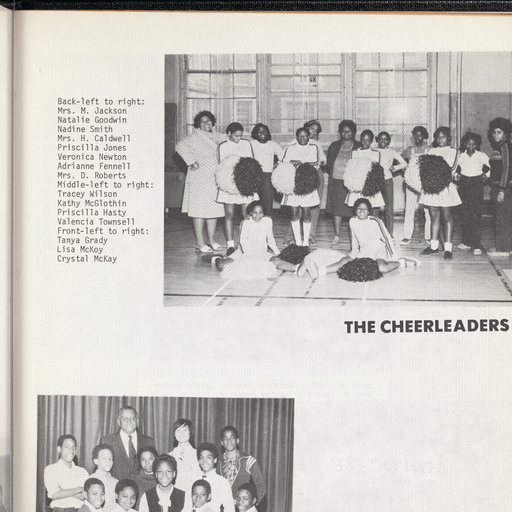 Back-left to right:
Mrs. M. Jackson
Natalie Goodwin
Nadine Smith
Mrs. H. Caldwell
Priscilla Jones
Veronica Newton
Adrianne Fennell
Mrs. D. Roberts
Middle-left to right:
Tracey Wilson
Kathy McGlothin
Priscilla Hasty
Valencia Townsell
Front-left to right:
Tanya Grady
Lisa McKoy
Crystal McKay
THE CHEERLEADERS